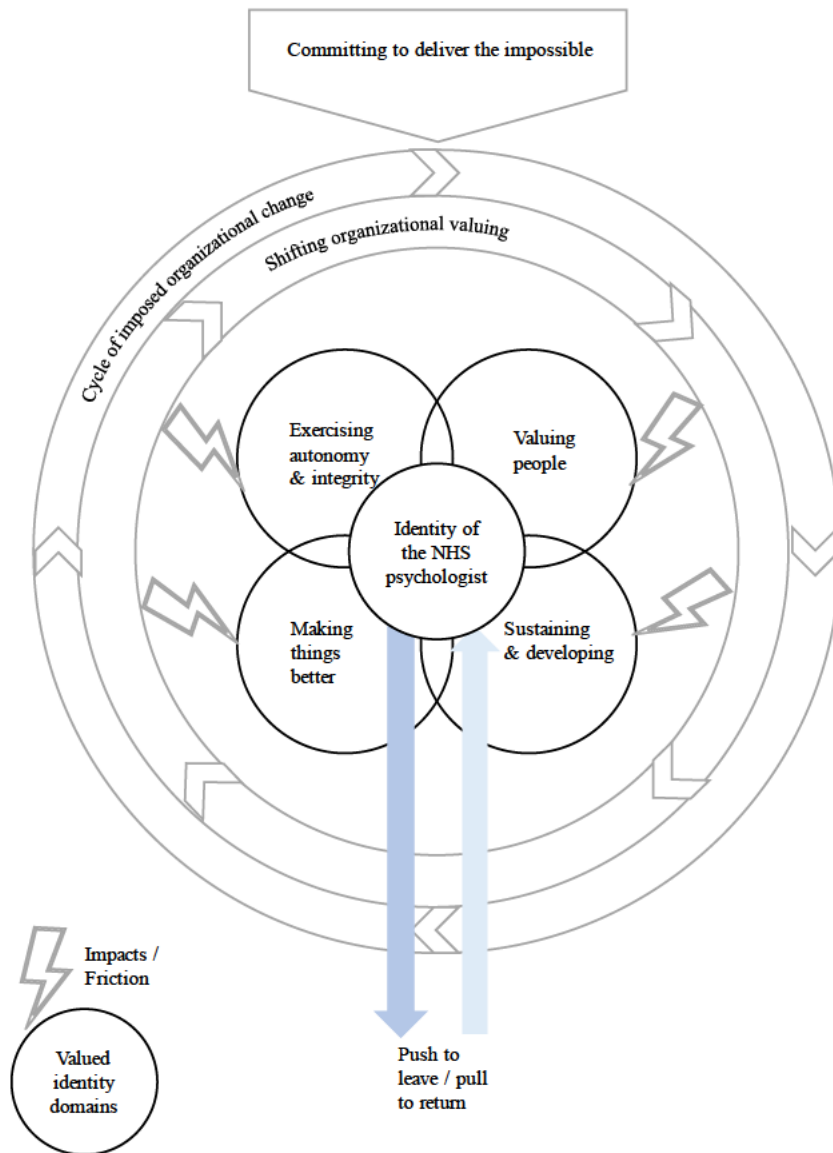 Committing to deliver the impossible
Cycle of imposed organizational change
Shifting organizational valuing
Exercising
autonomy
& integrity
Valuing
people
Identity of
the NHS
psychologist
Making
things
better
Sustaining
& developing
Impacts /
Friction
Valued
identity
domains
Push to
leave / pull
to return